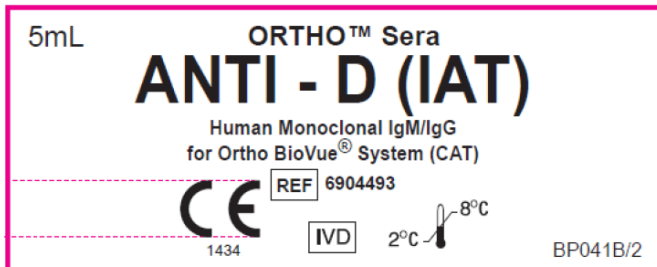 5mL
ORTHO™ Sera
ANTI - D (IAT)
Human Monoclonal IgM/IgG
for Ortho BioVue® System (CAT)
REF 6904493
CE
1434
IVD
2°C
8°C
BP041B/2